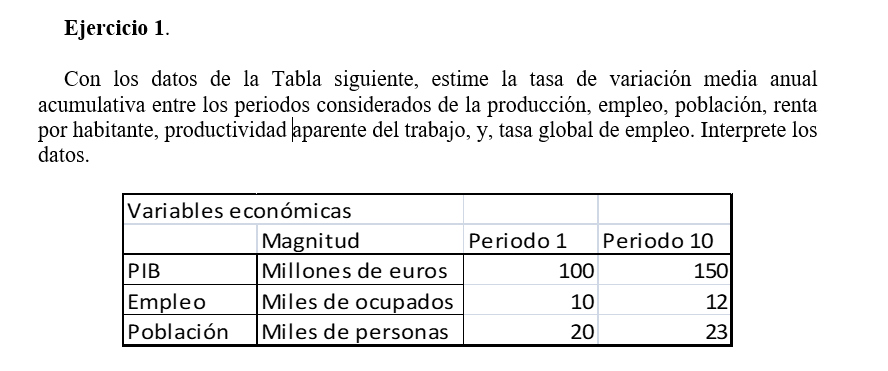 Ejercicio 1.
Con los datos de la Tabla siguiente, estime la tasa de variación media anual
acumulativa entre los periodos considerados de la producción, empleo, población, renta
por habitante, productividad aparente del trabajo, y, tasa global de empleo. Interprete los
datos.
Variables económicas
Magnitud Periodo 1 Periodo 10
PIB Millones de euros 100 150
Empleo Miles de ocupados 10 12
Población Miles de personas 20 23